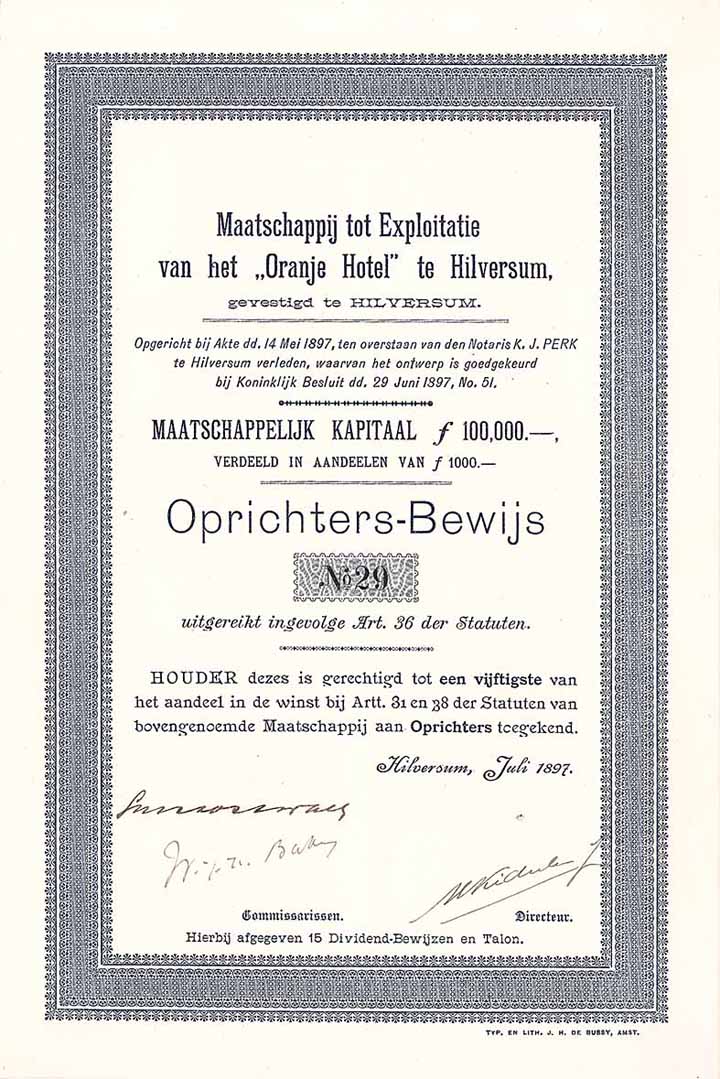 Maatschappij tot Exploitatie
van het „Oranje Hotel” te Hilversum,
gevestigd te HILVERSUM.
Opgericht bij Akte dd. 14 Mei 1897, ten overstaan van den Notaris K. J. PERK
te Hilversum verleden, waarvan het ontwerp is goedgekeurd
bij Koninklijk Besluit dd. 29 Juni 1897, No. 51.
MAATSCHAPPELIJK KAPITAAL ƒ 100,000.—,
VERDEELD IN AANDEELEN VAN ƒ 1000.—
Oprichters-Bewijs
No 29
uitgereikt ingevolge Art. 36 der Statuten.
HOUDER dezes is gerechtigd tot een vijftigste van
het aandeel in de winst bij Artt. 31 en 38 der Statuten van
bovengenoemde Maatschappij aan Oprichters toegekend.
Hilversum, Juli 1897.
Commissarissen. Directeur.
Hierbij afgegeven 15 Dividend-Bewijzen en Talon.
TYP. EN LITH. J. H. DE BUSSY, AMST.